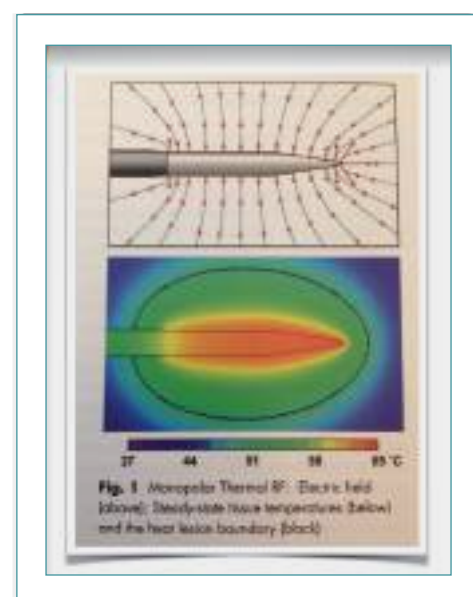 37 44 51 58 65 °C
Fig. 1 Monopolar Thermal RF. Electric field
(above); Steady-state tissue temperatures (below)
and the heat lesion boundary (black)